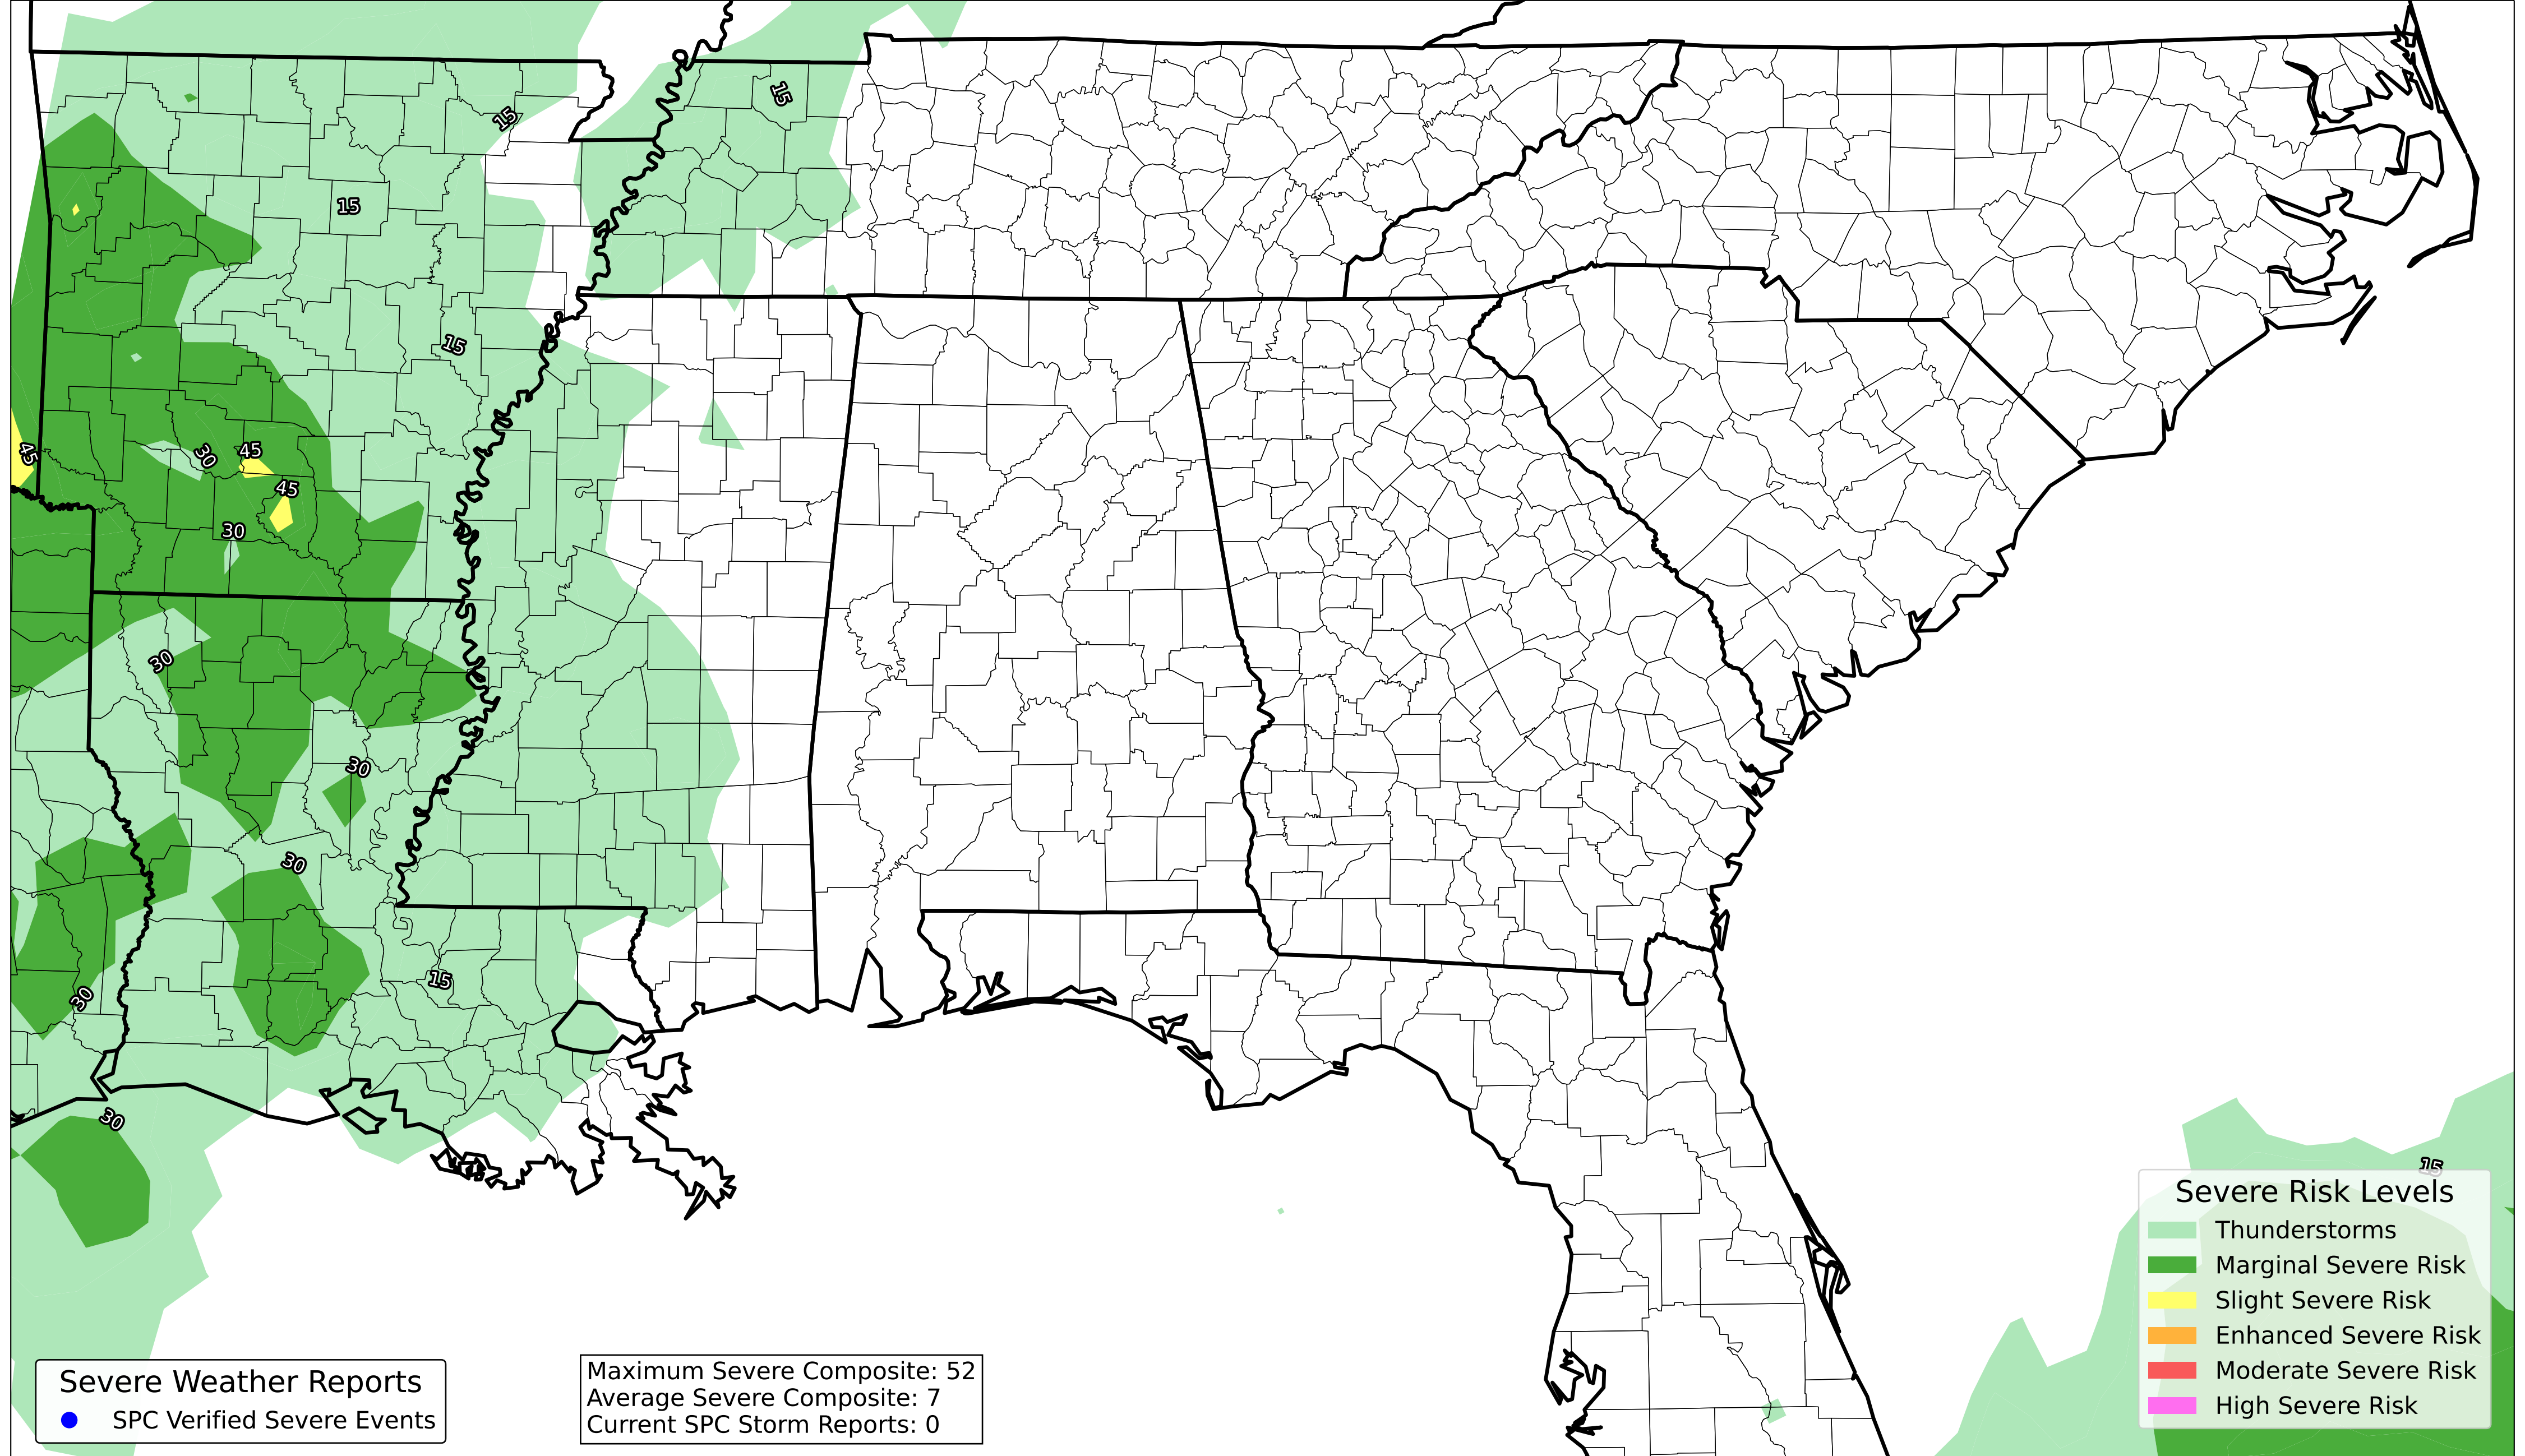 15
15
15
15
45
30
45
45
30
30
30
30
15
30
30
15
Severe Risk Levels
Thunderstorms
Marginal Severe Risk
Slight Severe Risk
Enhanced Severe Risk
Moderate Severe Risk
High Severe Risk
Severe Weather Reports
SPC Verified Severe Events
Maximum Severe Composite: 52
Average Severe Composite: 7
Current SPC Storm Reports: 0